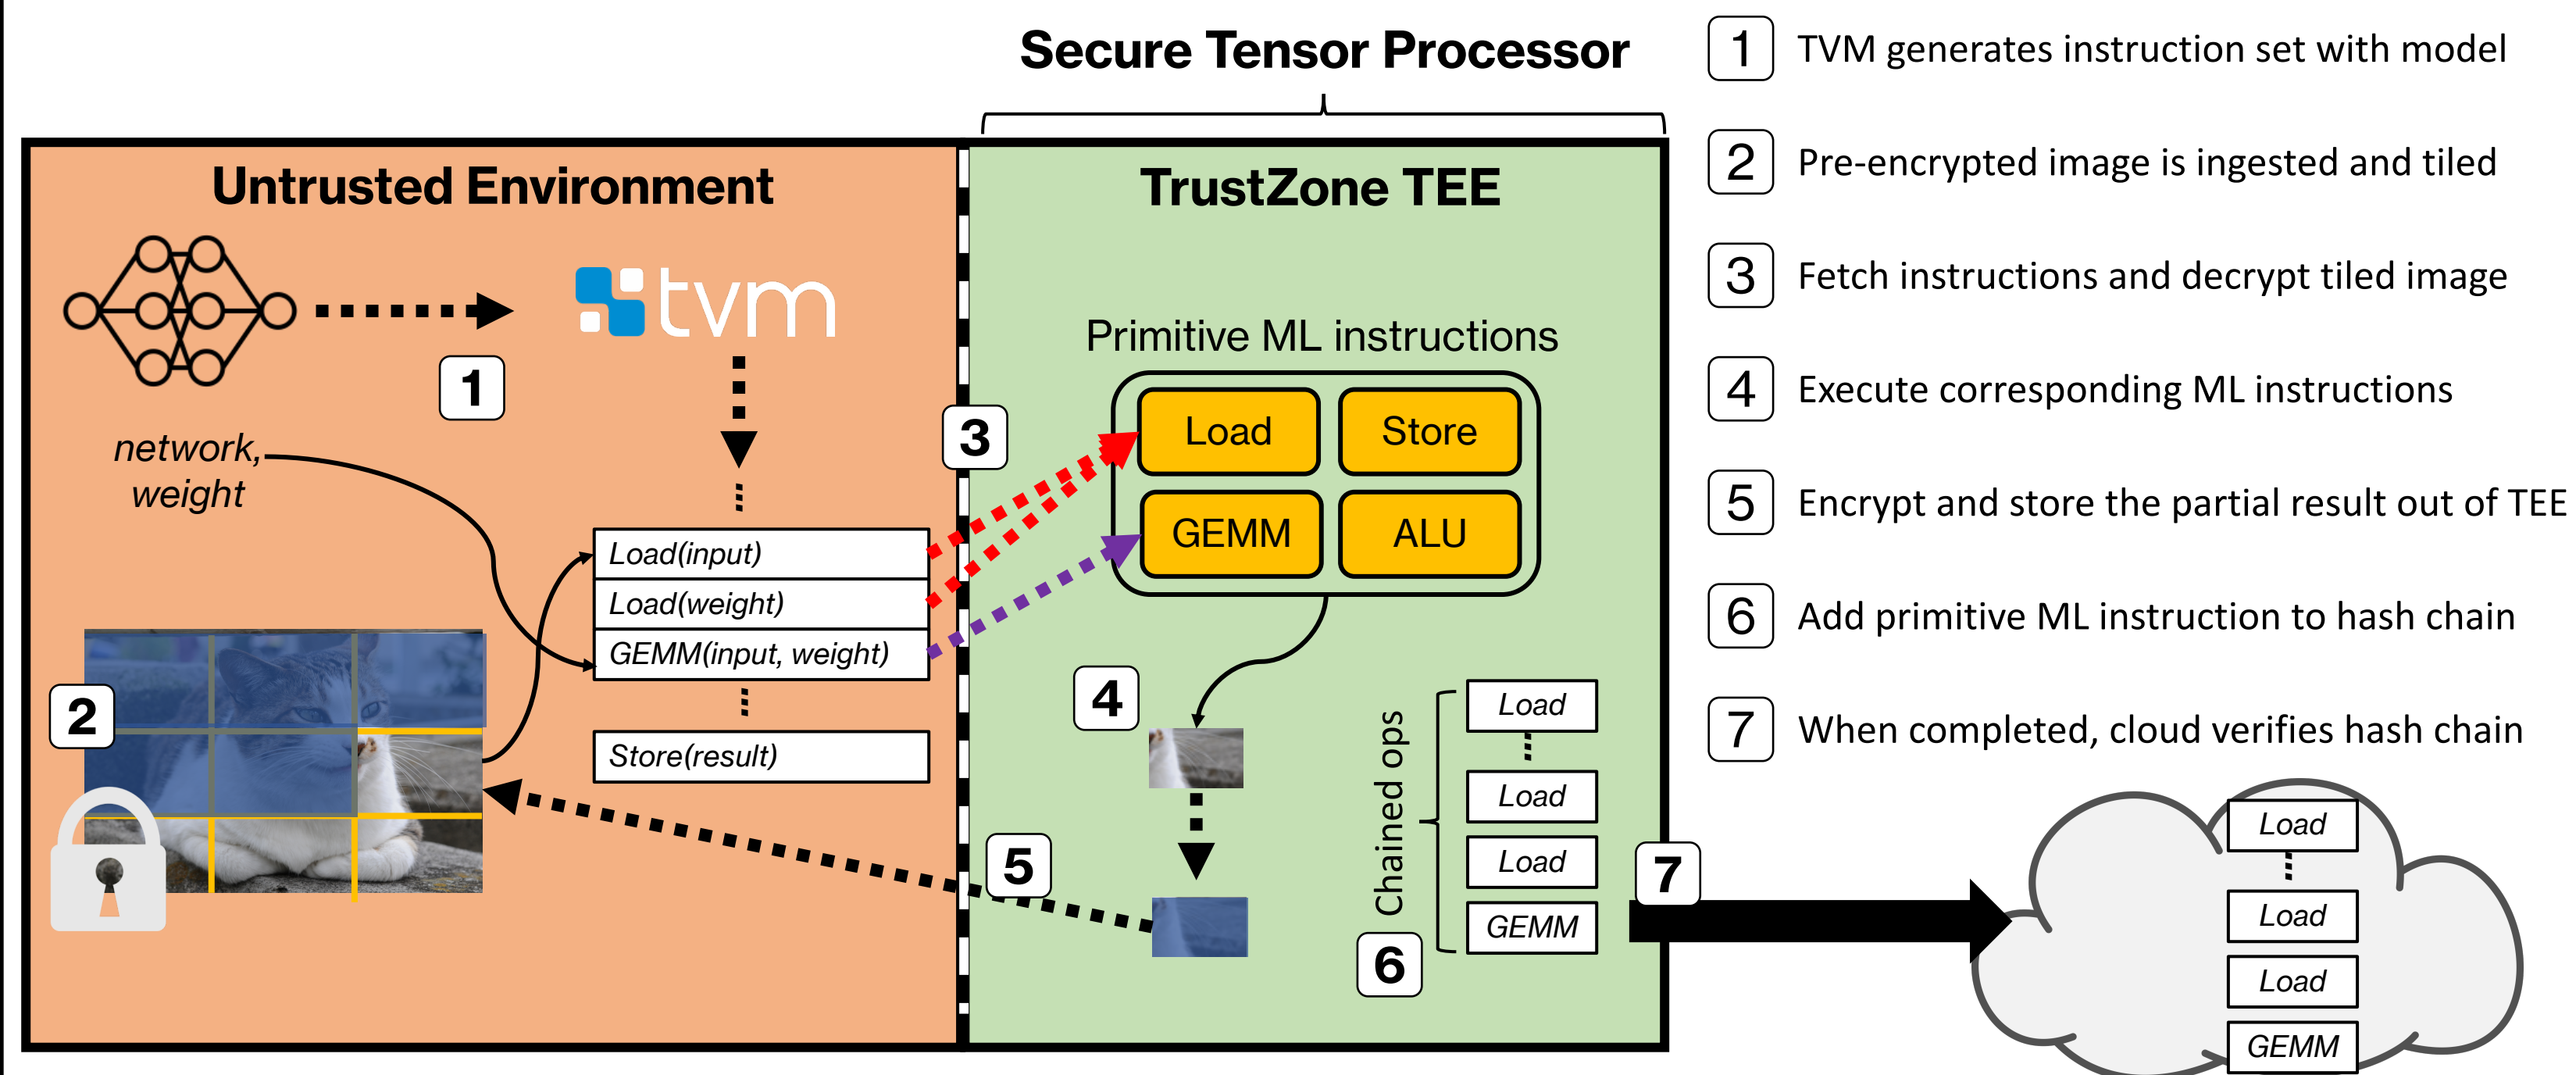 Secure Tensor Processor
Untrusted Environment
TrustZone TEE
tvm
1
network,
weight
Load(input)
Load(weight)
GEMM(input, weight)
Store(result)
2
3
Primitive ML instructions
Load
Store
GEMM
ALU
4
5
Chained ops
Load
Load
Load
GEMM
6
7
1 TVM generates instruction set with model
2 Pre-encrypted image is ingested and tiled
3 Fetch instructions and decrypt tiled image
4 Execute corresponding ML instructions
5 Encrypt and store the partial result out of TEE
6 Add primitive ML instruction to hash chain
7 When completed, cloud verifies hash chain
Load
Load
Load
GEMM